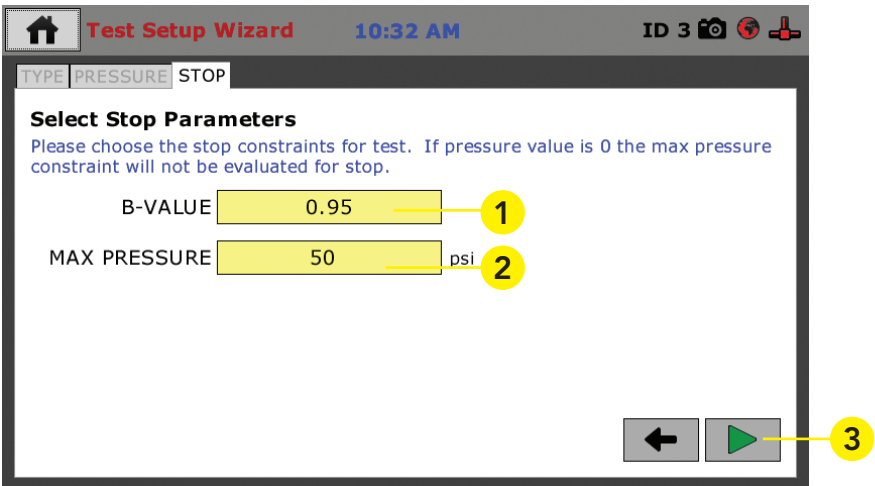 Test Setup Wizard 10:32 AM ID 3
TYPE PRESSURE STOP
Select Stop Parameters
Please choose the stop constraints for test. If pressure value is 0 the max pressure
constraint will not be evaluated for stop.
B-VALUE 0.95 1
MAX PRESSURE 50 psi 2
3